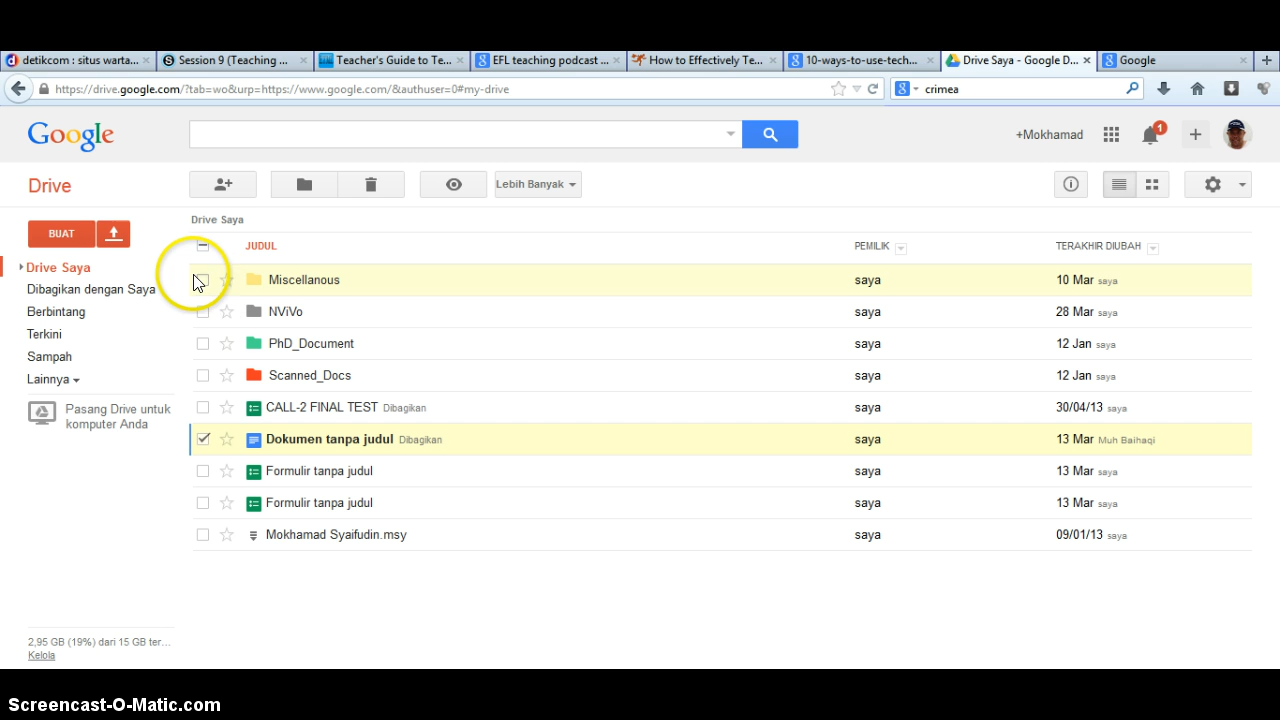 detikcom : situs warta...
Session 9 (Teaching ...
Teacher's Guide to Te...
EFL teaching podcast ...
How to Effectively Te...
10-ways-to-use-tech...
Drive Saya - Google D...
Google
https://drive.google.com/?tab=wo&urp=https://www.google.com/&authuser=0#my-drive
crimea
Google
+Mokhamad
1
Drive
Lebih Banyak
Drive Saya
BUAT
JUDUL PEMILIK TERAKHIR DIUBAH
Drive Saya
Dibagikan dengan Saya
Berbintang
Terkini
Sampah
Lainnya
Pasang Drive untuk
komputer Anda
Miscellanous saya 10 Mar saya
NViVo saya 28 Mar saya
PhD_Document saya 12 Jan saya
Scanned_Docs saya 12 Jan saya
CALL-2 FINAL TEST Dibagikan saya 30/04/13 saya
Dokumen tanpa judul Dibagikan saya 13 Mar Muh Baihaqi
Formulir tanpa judul saya 13 Mar saya
Formulir tanpa judul saya 13 Mar saya
Mokhamad Syaifudin.msy saya 09/01/13 saya
2,95 GB (19%) dari 15 GB ter...
Kelola
Screencast-O-Matic.com